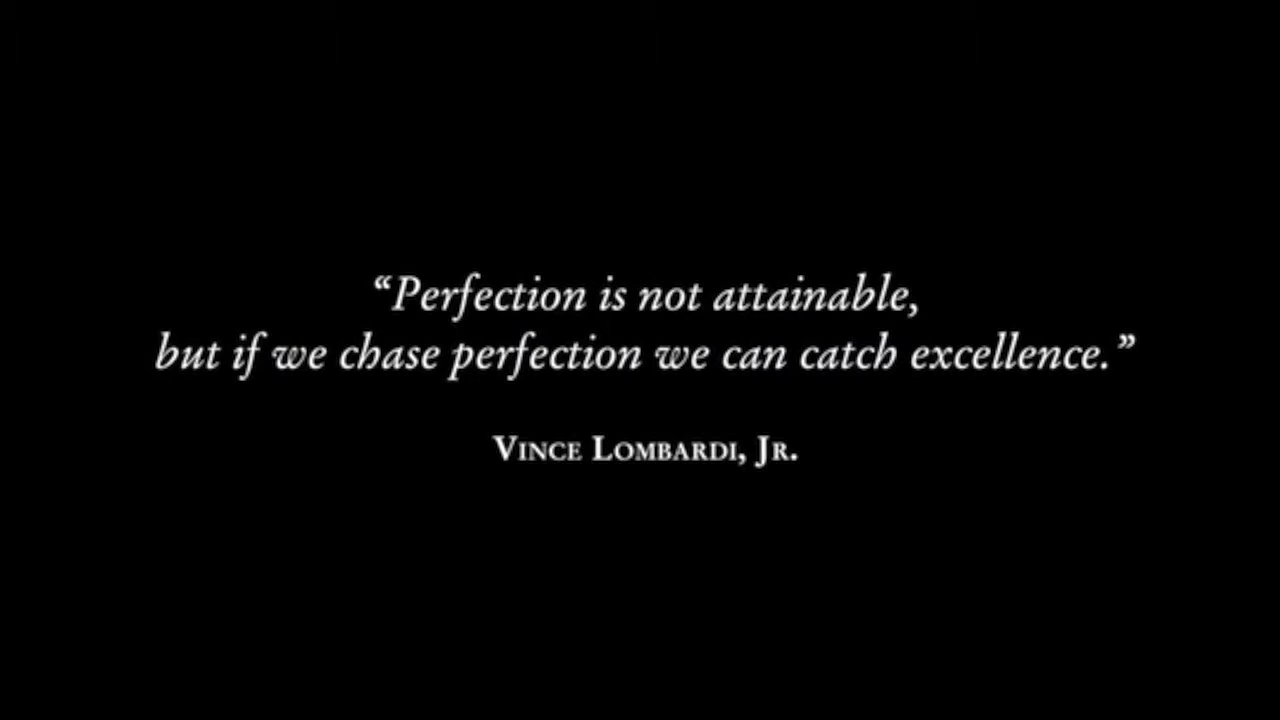 “Perfection is not attainable,
but if we chase perfection we can catch excellence.”
Vince Lombardi, Jr.